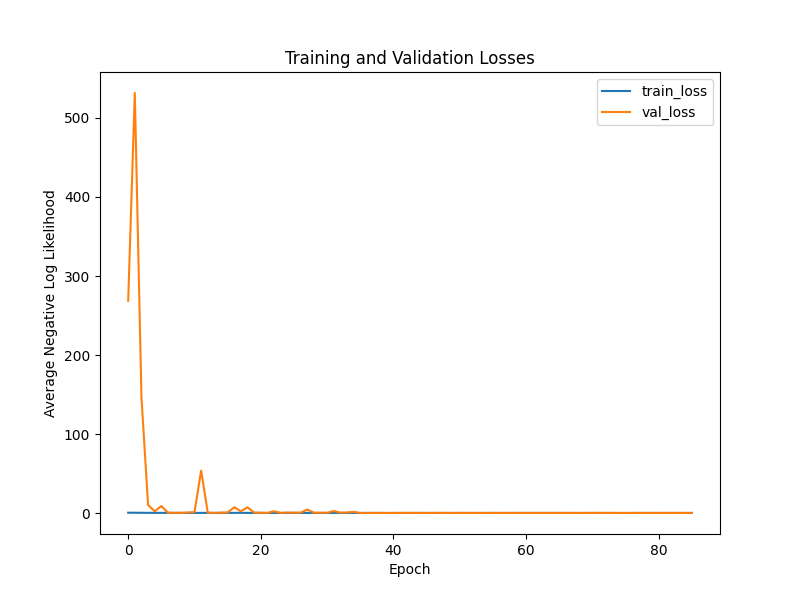 Training and Validation Losses
train_loss
val_loss
500
400
300
200
100
0
Average Negative Log Likelihood
0 20 40 60 80
Epoch